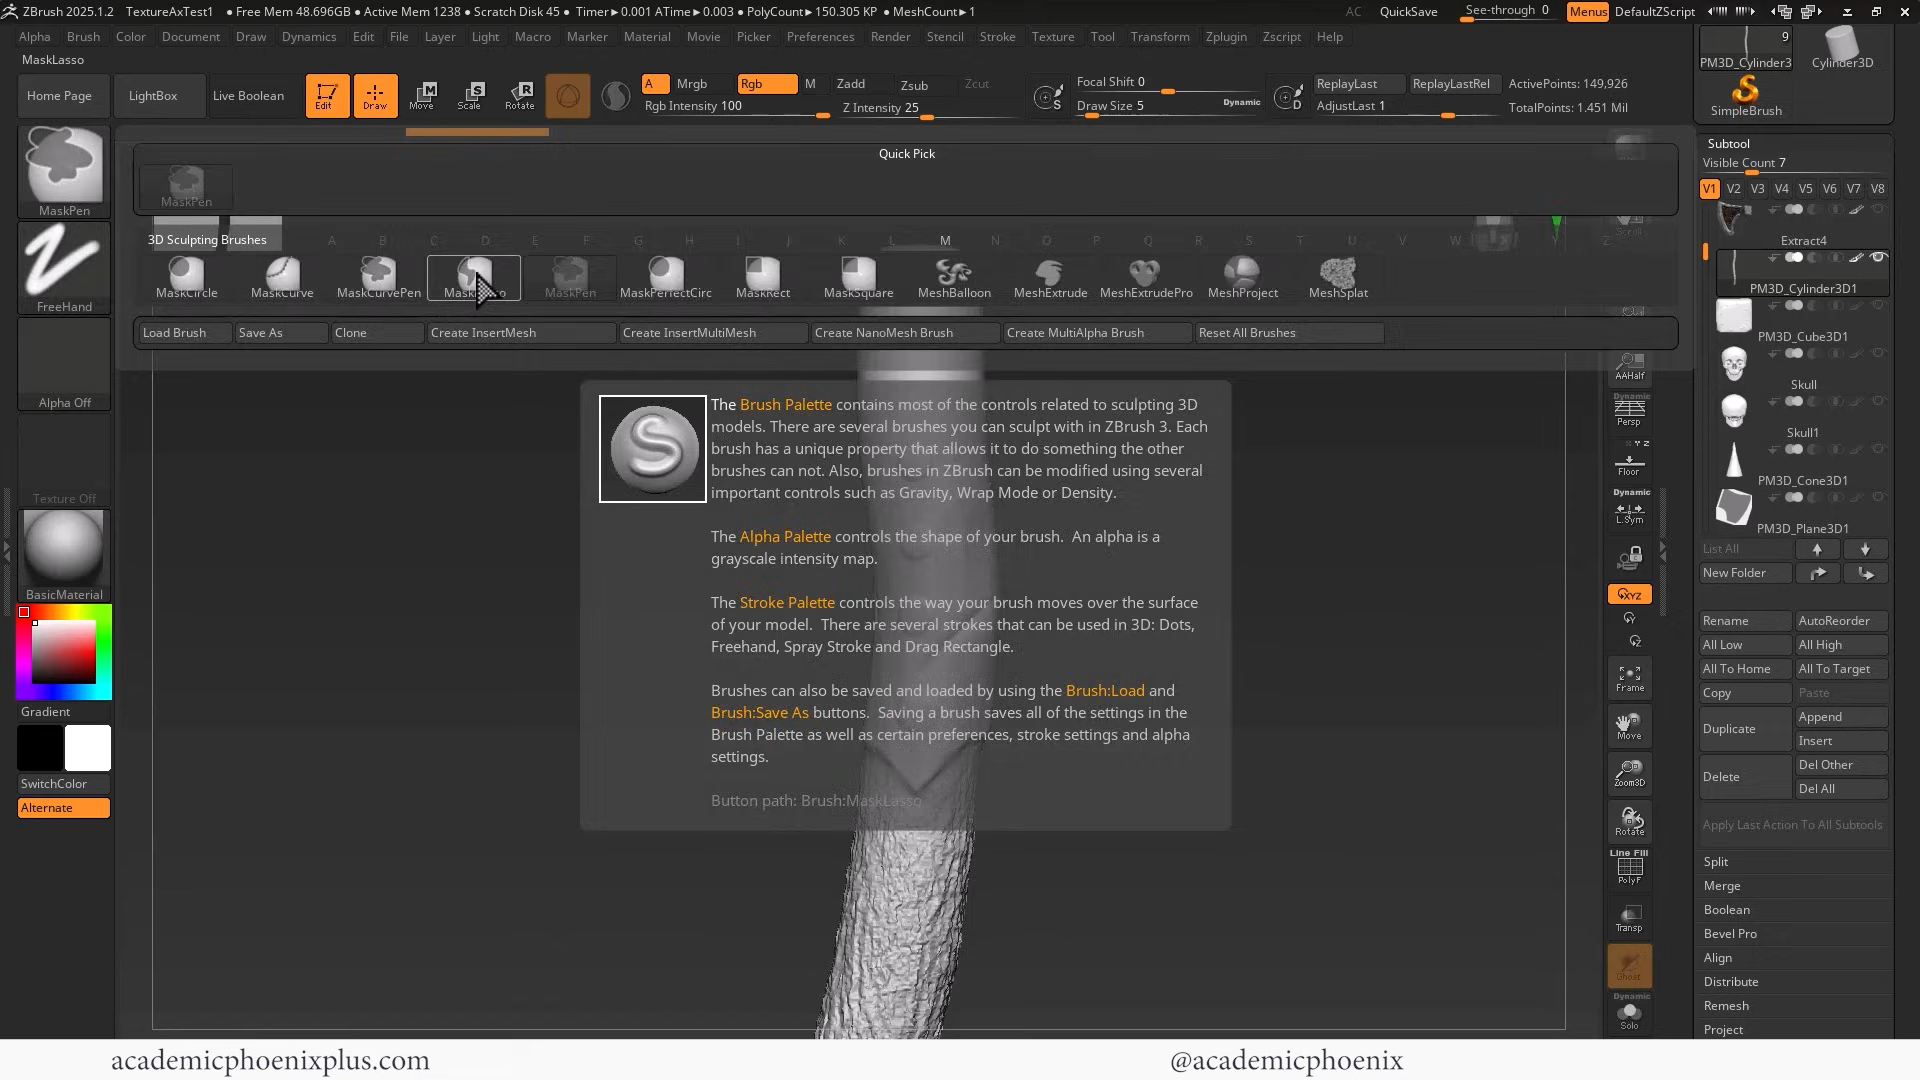 ZBrush 2025.1.2 TextureAxTest1 ● Free Mem 48.696GB ● Active Mem 1238 ● Scratch Disk 45 ● Timer►0.001 ATime►0.003 ● PolyCount►150.305 KP ● MeshCount►1 AC QuickSave See-through 0 Menus DefaultZScript
Alpha Brush Color Document Draw Dynamics Edit File Layer Light Macro Marker Material Movie Picker Preferences Render Stencil Stroke Texture Tool Transform Zplugin Zscript Help
MaskLasso
Home Page LightBox Live Boolean Edit Draw Move Scale Rotate
A Mrgb Rgb M Zadd Zsub Zcut
Rgb Intensity 100 Z Intensity 25
Focal Shift 0
Draw Size 5 Dynamic
S D
ReplayLast ReplayLastRel ActivePoints: 149,926
AdjustLast 1 TotalPoints: 1.451 Mil
9
PM3D_Cylinder3 Cylinder3D
SimpleBrush
MaskPen
FreeHand
Alpha Off
Texture Off
BasicMaterial
Gradient
SwitchColor
Alternate
Quick Pick
MaskPen
3D Sculpting Brushes A B C D E F G H I J K L M N O P Q R S T U V W X Y Z
MaskCircle MaskCurve MaskCurvePen MaskPen MaskPerfectCirc MaskRect MaskSquare MeshBalloon MeshExtrude MeshExtrudePro MeshProject MeshSplat
Load Brush Save As Clone Create InsertMesh Create InsertMultiMesh Create NanoMesh Brush Create MultiAlpha Brush Reset All Brushes
The Brush Palette contains most of the controls related to sculpting 3D
models. There are several brushes you can sculpt with in ZBrush 3. Each
brush has a unique property that allows it to do something the other
brushes can not. Also, brushes in ZBrush can be modified using several
important controls such as Gravity, Wrap Mode or Density.
The Alpha Palette controls the shape of your brush. An alpha is a
grayscale intensity map.
The Stroke Palette controls the way your brush moves over the surface
of your model. There are several strokes that can be used in 3D: Dots,
Freehand, Spray Stroke and Drag Rectangle.
Brushes can also be saved and loaded by using the Brush:Load and
Brush:Save As buttons. Saving a brush saves all of the settings in the
Brush Palette as well as certain preferences, stroke settings and alpha
settings.
Button path: Brush:MaskLasso
Scroll
AAHalf
Dynamic
Persp
X Y Z
Floor
Dynamic
L.Sym
XYZ
Y
Z
Frame
Move
Zoom3D
Rotate
Line Fill
PolyF
Transp
Ghost
Dynamic
Solo
Subtool
Visible Count 7
V1 V2 V3 V4 V5 V6 V7 V8
Extract4
PM3D_Cylinder3D1
PM3D_Cube3D1
Skull
Skull1
PM3D_Cone3D1
PM3D_Plane3D1
List All
New Folder
Rename AutoReorder
All Low All High
All To Home All To Target
Copy Paste
Duplicate Append
Insert
Delete Del Other
Del All
Apply Last Action To All Subtools
Split
Merge
Boolean
Bevel Pro
Align
Distribute
Remesh
Project
academicphoenixplus.com @academicphoenix